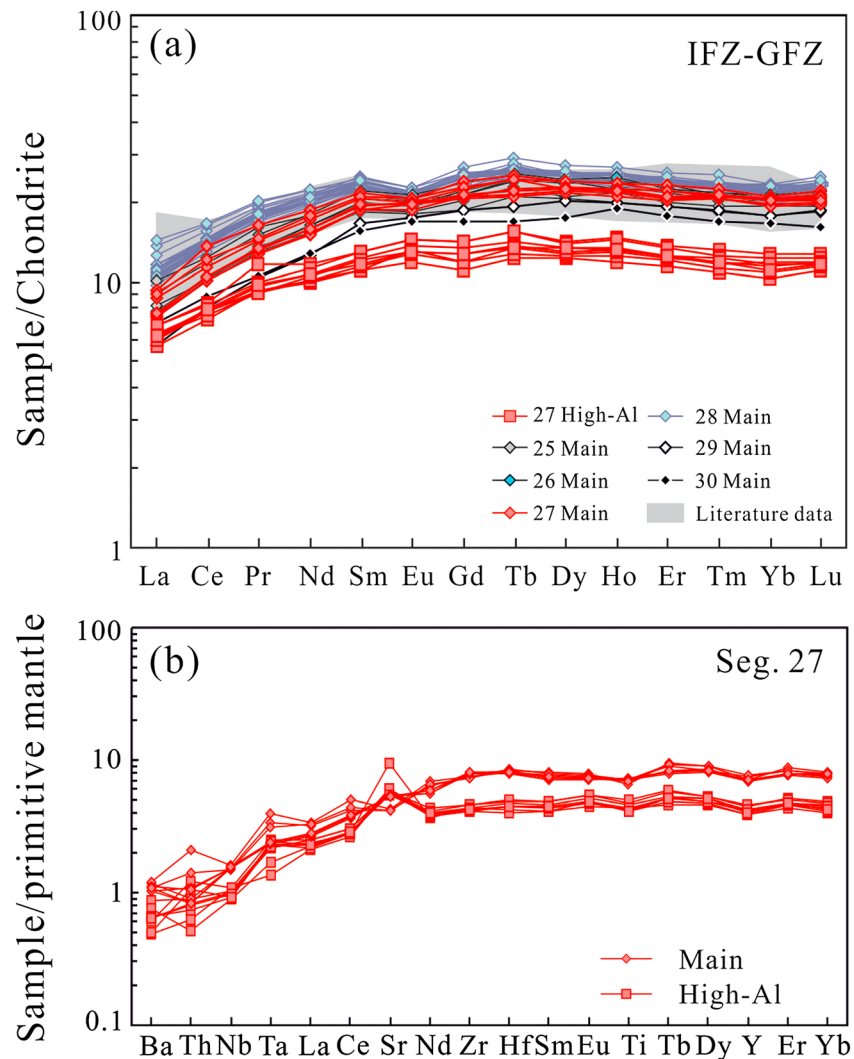 100
(a)
IFZ-GFZ
Sample/Chondrite
10
27 High-Al
28 Main
25 Main
29 Main
26 Main
30 Main
27 Main
Literature data
1
La Ce Pr Nd Sm Eu Gd Tb Dy Ho Er Tm Yb Lu
100
(b)
Seg. 27
Sample/primitive mantle
10
1
Main
High-Al
0.1
Ba Th Nb Ta La Ce Sr Nd Zr Hf Sm Eu Ti Tb Dy Y Er Yb